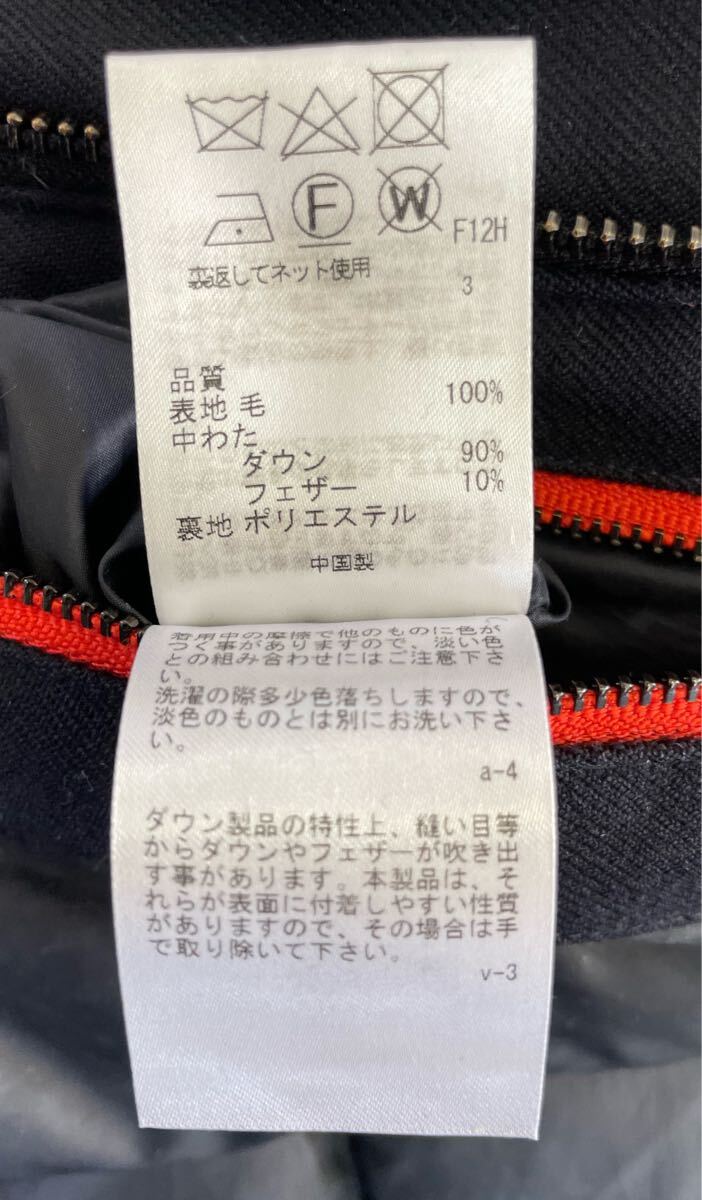 F
W
F12H
裏返してネット使用
3
品質
表地 毛 100%
中わた
ダウン 90%
フェザー 10%
裏地 ポリエステル
中国製
着用中の摩擦で他のものに色が
つく事がありますので、淡い色
との組み合わせにはご注意下さ
い。
洗濯の際多少色落ちしますので、
淡色のものとは別にお洗い下さ
い。
a-4
ダウン製品の特性上、縫い目等
からダウンやフェザーが吹き出
す事があります。本製品は、そ
れらが表面に付着しやすい性質
がありますので、その場合は手
で取り除いて下さい。
v-3